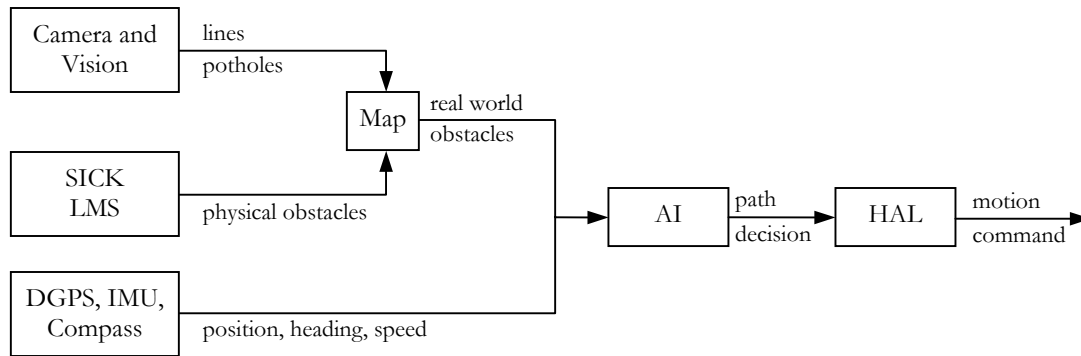 Camera and
Vision
lines
potholes
Map
real world
obstacles
SICK
LMS
physical obstacles
AI
path
decision
HAL
motion
command
DGPS, IMU,
Compass
position, heading, speed